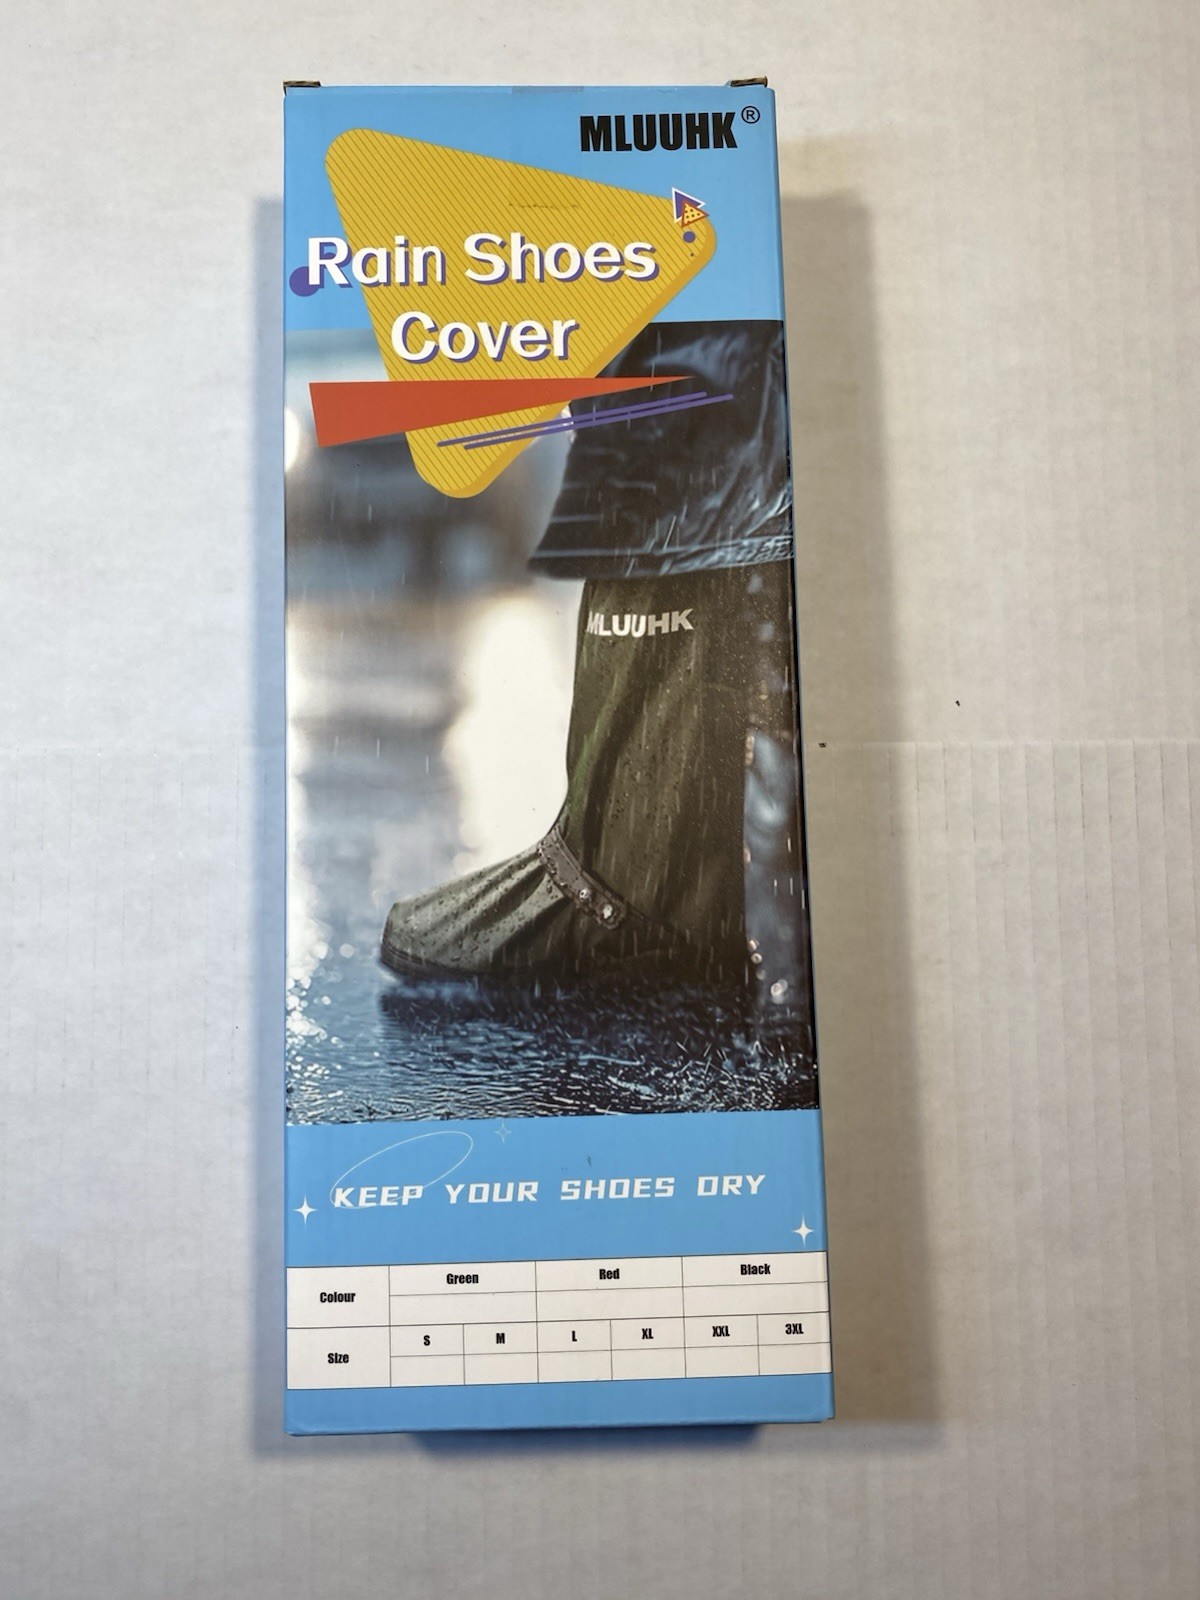 MLUUHK®
Rain Shoes
Cover
MLUUHK
KEEP YOUR SHOES DRY
Colour Green Red Black
Size S M L XL XXL 3XL